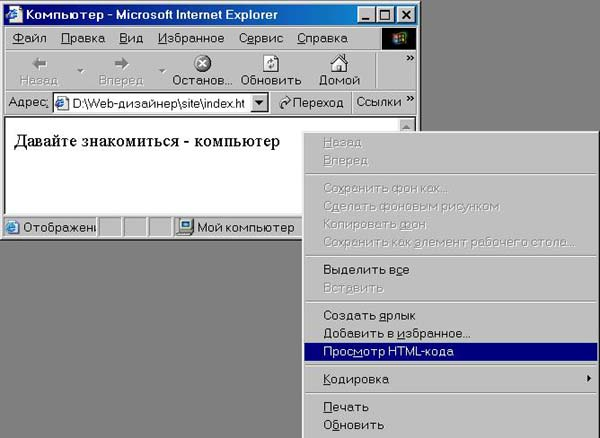 Компьютер - Microsoft Internet Explorer
Файл Правка Вид Избранное Сервис Справка »
Назад Вперед Останов... Обновить Домой »
Адрес: D:\Web-дизайнер\site\index.ht Переход Ссылки »
Давайте знакомиться - компьютер
Отображени Мой компьютер
Назад
Вперед
Сохранить фон как...
Сделать фоновым рисунком
Копировать фон
Сохранить как элемент рабочего стола...
Выделить все
Вставить
Создать ярлык
Добавить в избранное...
Просмотр HTML-кода
Кодировка
Печать
Обновить